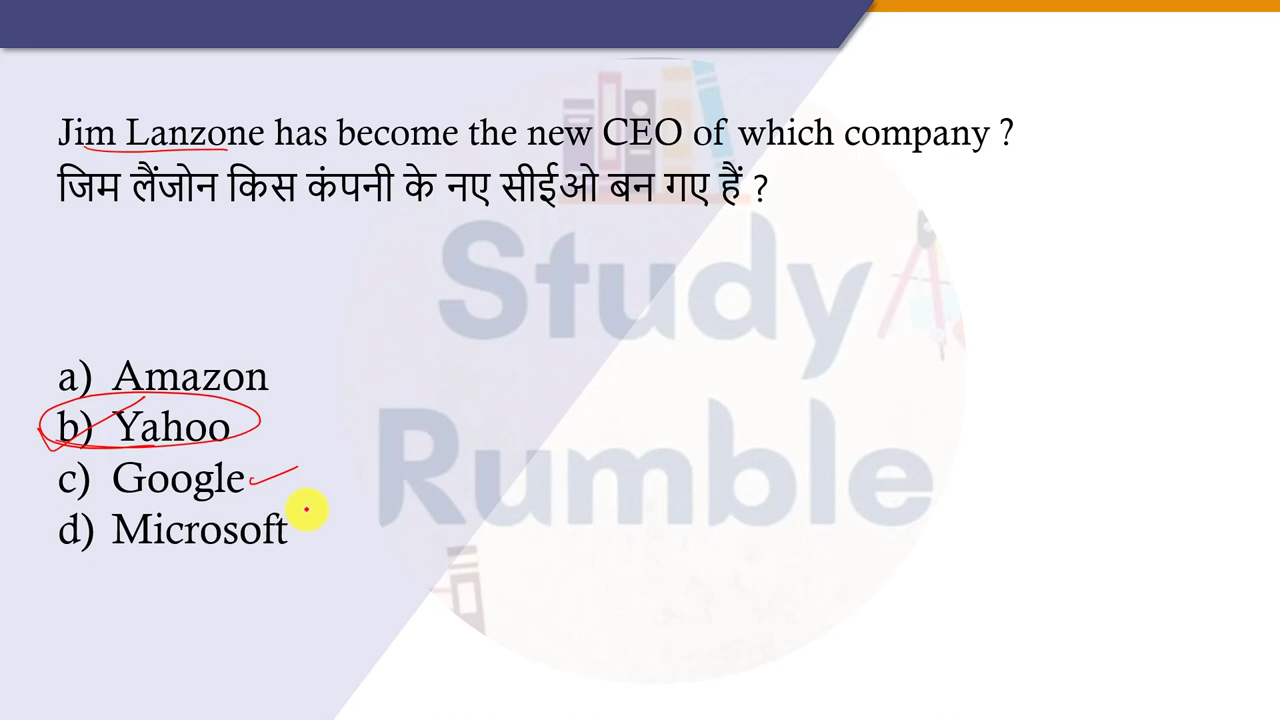 Jim Lanzone has become the new CEO of which company ?
जिम लैंजोन किस कंपनी के नए सीईओ बन गए हैं ?
Study
Rumble
a) Amazon
b) Yahoo
c) Google
d) Microsoft